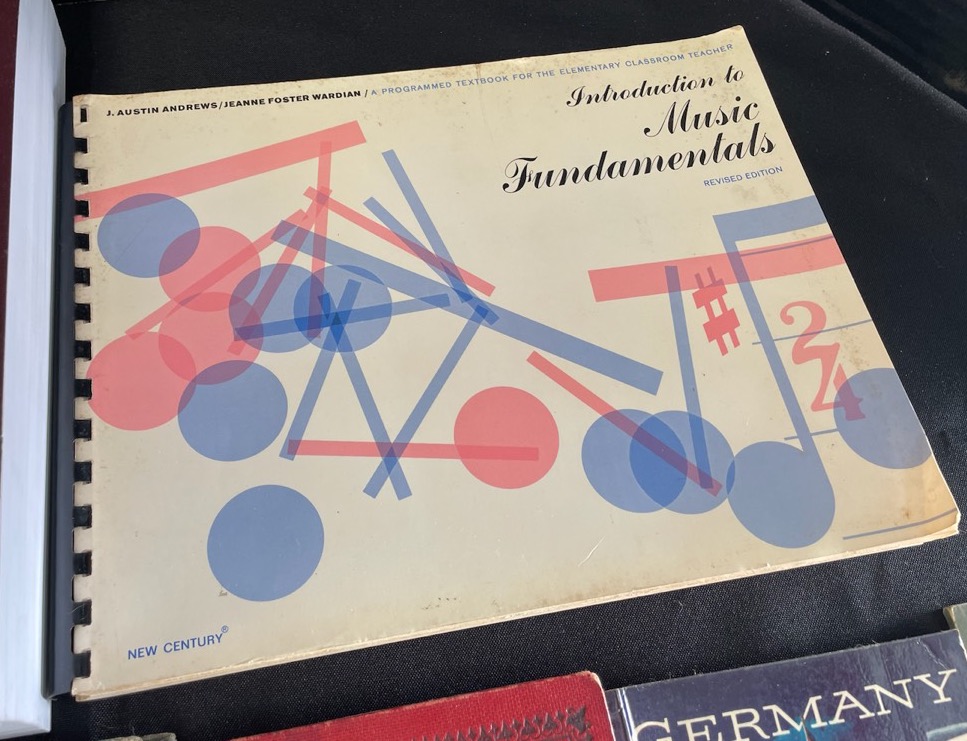 J. AUSTIN ANDREWS/JEANNE FOSTER WARDIAN / A PROGRAMMED TEXTBOOK FOR THE ELEMENTARY CLASSROOM TEACHER
Introduction to
Music
Fundamentals
REVISED EDITION
2
4
NEW CENTURY®
GERMANY